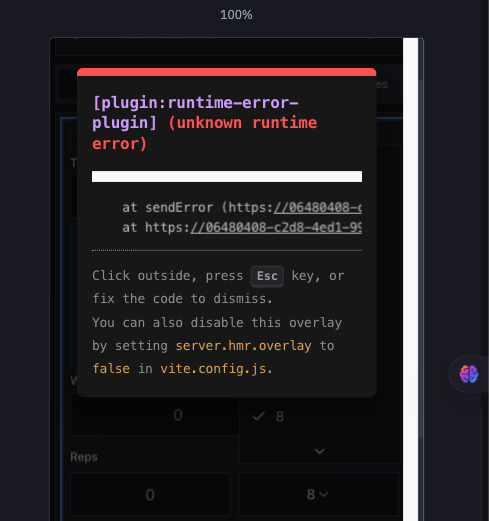 100%
es
[plugin:runtime-error-
plugin] (unknown runtime
error)
at sendError (https://06480408-c
at https://06480408-c2d8-4ed1-99
Click outside, press Esc key, or
fix the code to dismiss.
You can also disable this overlay
by setting server.hmr.overlay to
false in vite.config.js.
T
W
0
8
Reps
0
8